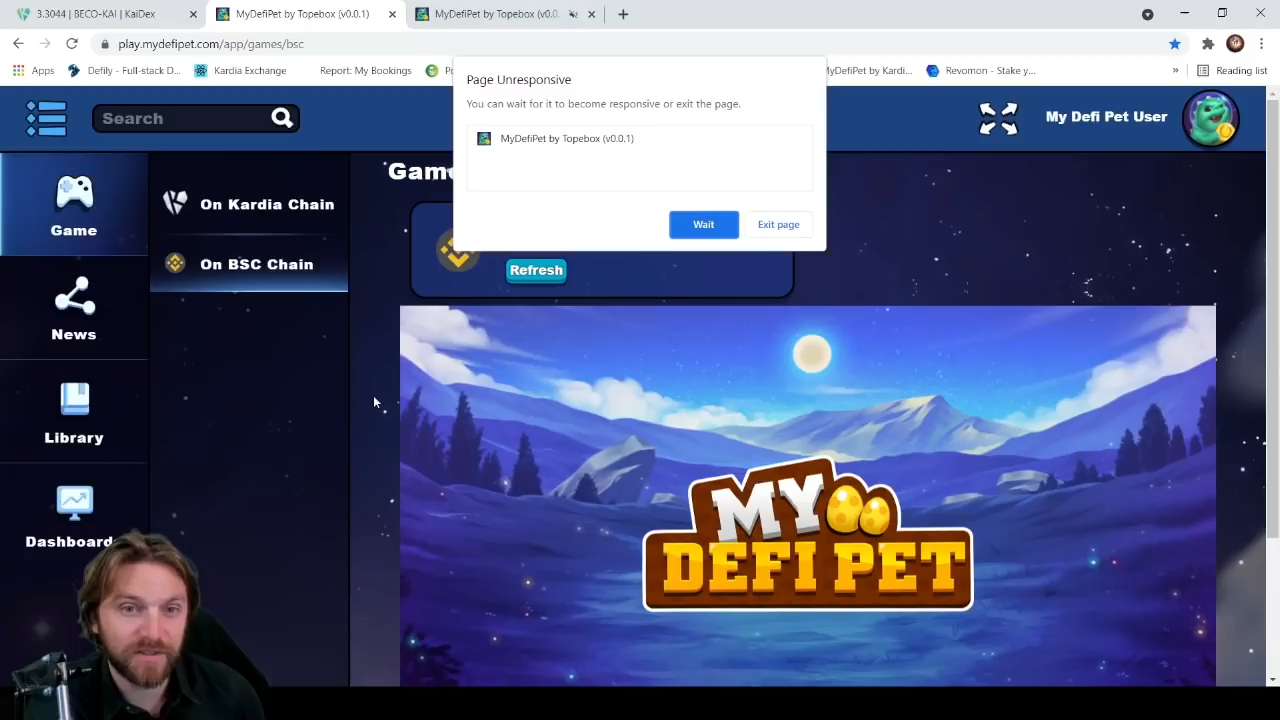 3.3044 | BECO-KAI | KaiDex
MyDefiPet by Topebox (v0.0.1)
MyDefiPet by Topebox (v0.0.
play.mydefipet.com/app/games/bsc
Apps
Defily - Full-stack D...
Kardia Exchange
Report: My Bookings
MyDefiPet by Kardi...
Revomon - Stake y...
»
Reading list
Page Unresponsive
You can wait for it to become responsive or exit the page.
MyDefiPet by Topebox (v0.0.1)
Wait
Exit page
Search
My Defi Pet User
Game
News
Library
Dashboard
On Kardia Chain
On BSC Chain
Refresh
MY
DEFI PET